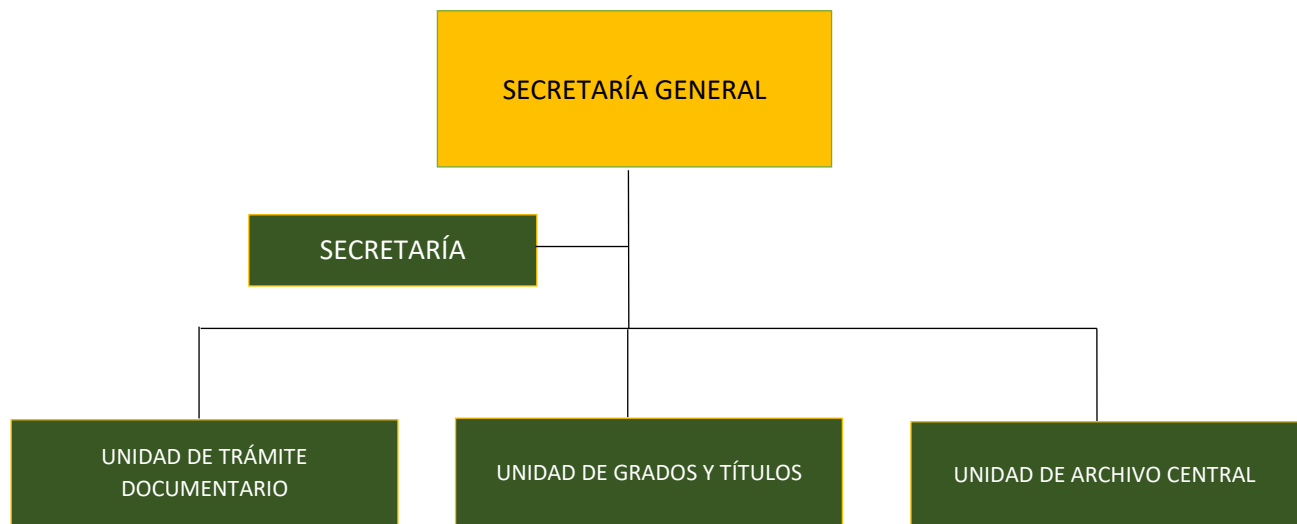 SECRETARÍA GENERAL
SECRETARÍA
UNIDAD DE TRÁMITE
DOCUMENTARIO
UNIDAD DE GRADOS Y TÍTULOS
UNIDAD DE ARCHIVO CENTRAL